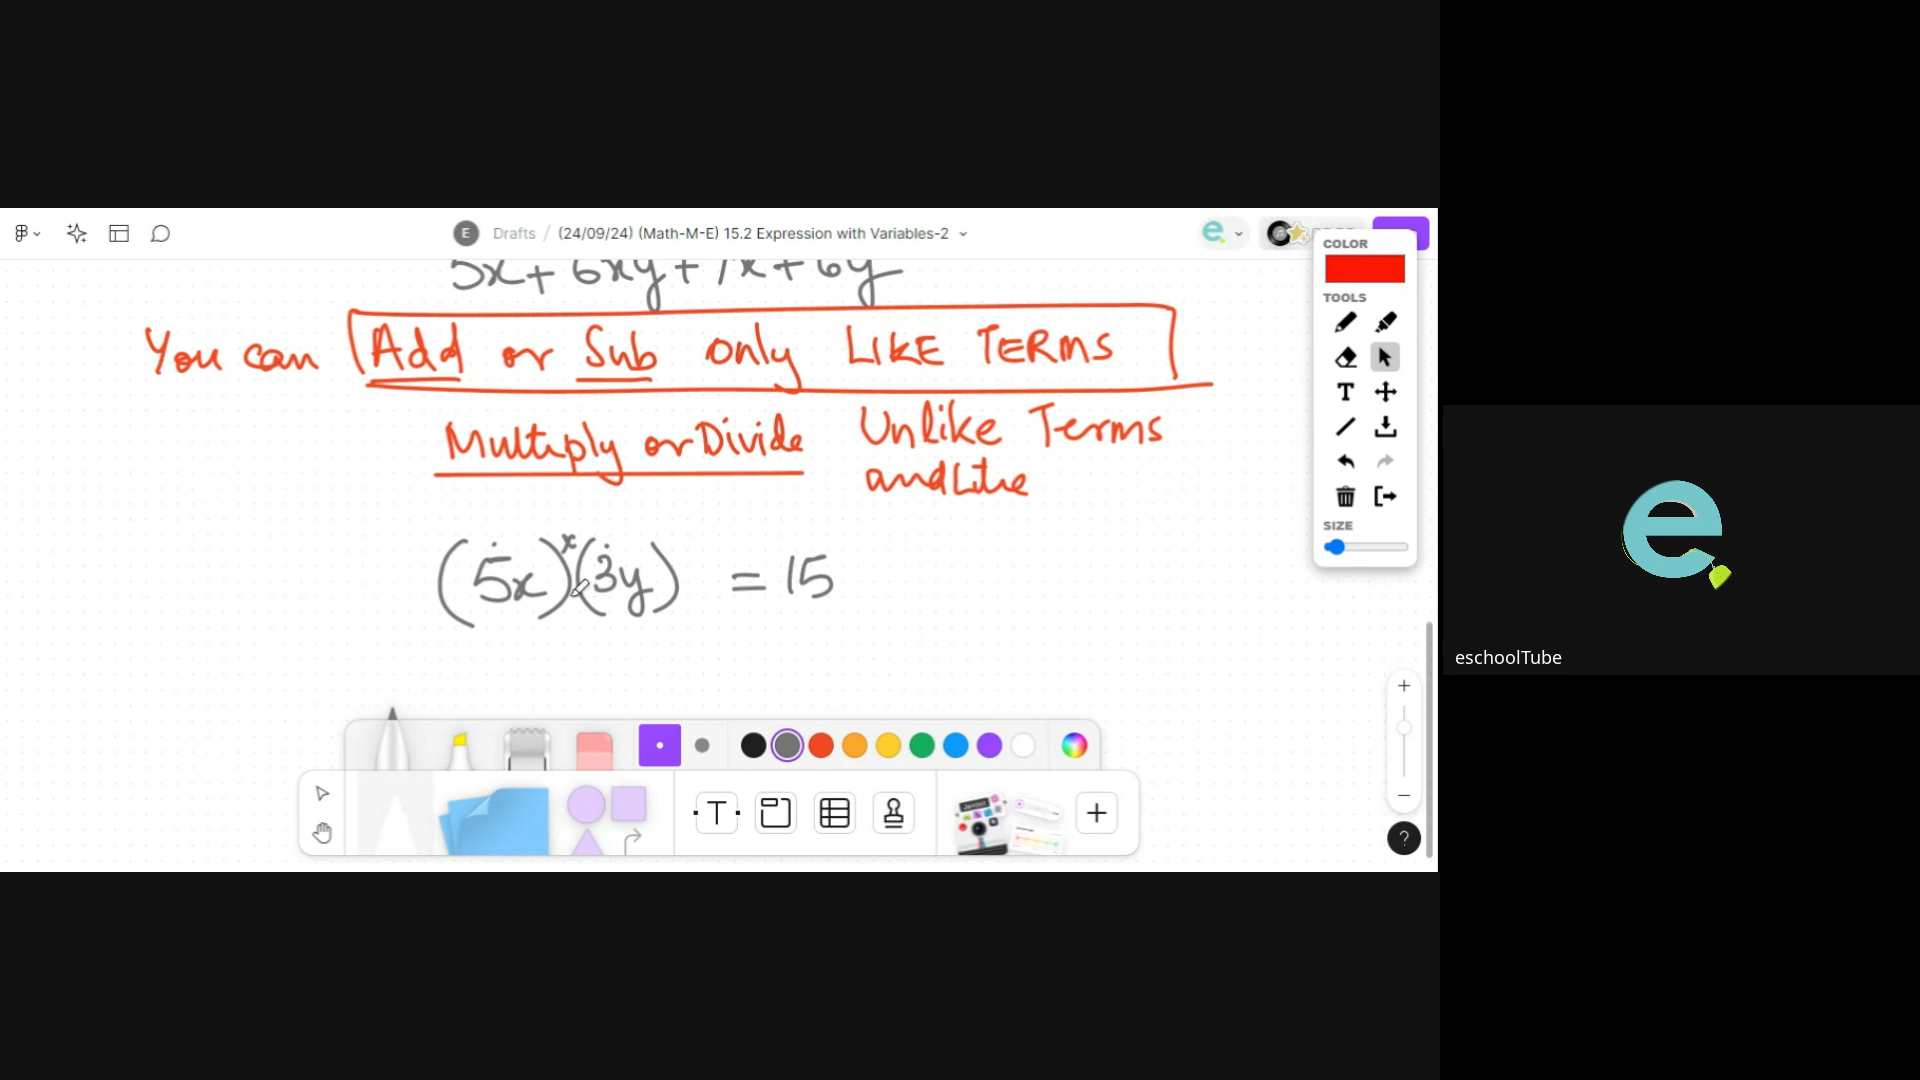 E Drafts / (24/09/24) (Math-M-E) 15.2 Expression with Variables-2
5x + 6xy + 7x + 6y
You can Add or Sub only LIKE TERMS
Multiply or Divide Unlike Terms
and Like
(5x) × (3y) = 15
COLOR
TOOLS
T
SIZE
eschoolTube
T
?